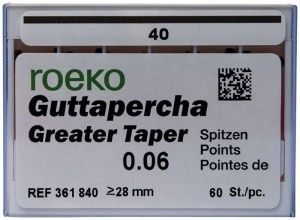 40
roeko
Guttapercha
Greater Taper
Spitzen
Points
Pointes de
0.06
REF 361 840 ≥28 mm 60 St./pc.